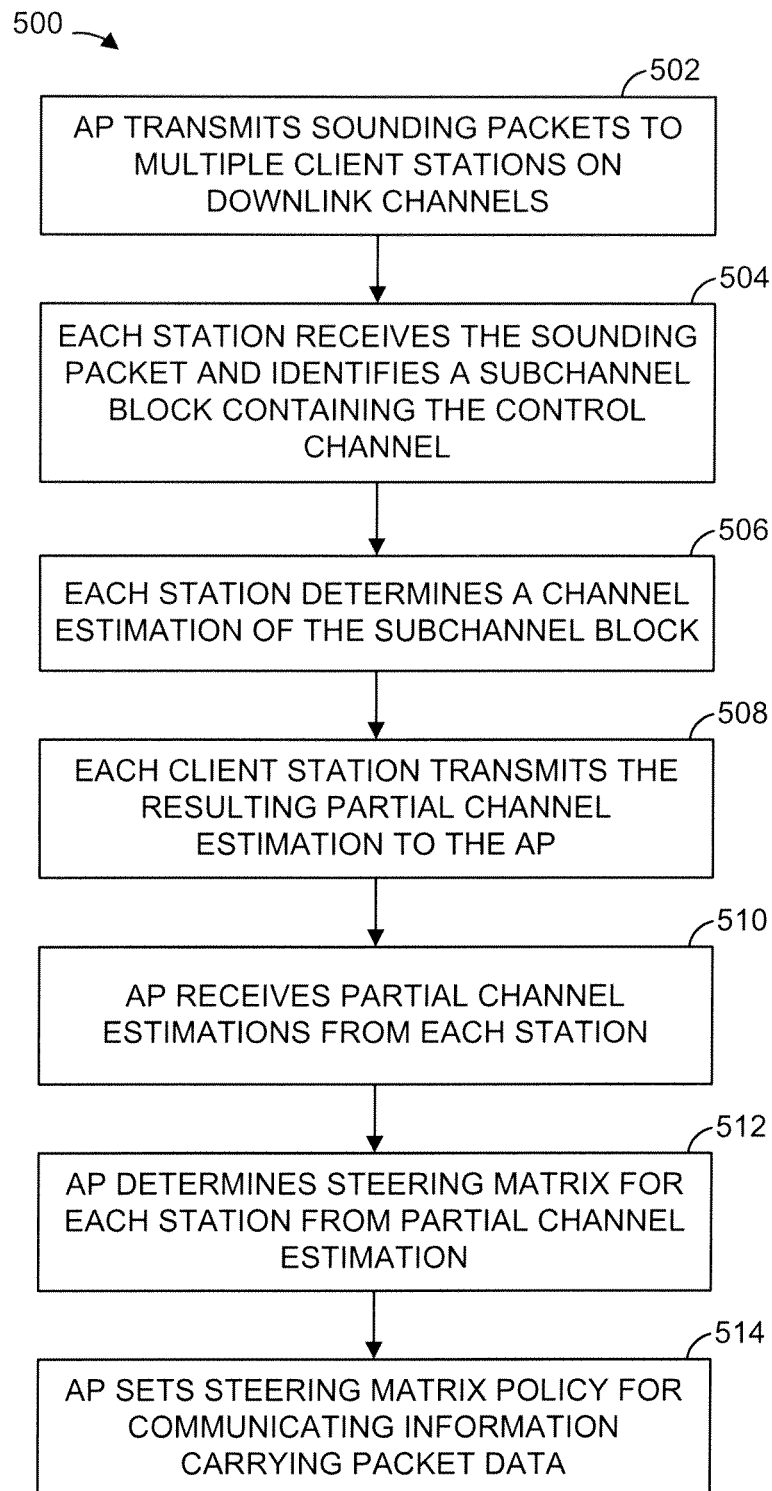 500
502
AP TRANSMITS SOUNDING PACKETS TO
MULTIPLE CLIENT STATIONS ON
DOWNLINK CHANNELS
504
EACH STATION RECEIVES THE SOUNDING
PACKET AND IDENTIFIES A SUBCHANNEL
BLOCK CONTAINING THE CONTROL
CHANNEL
506
EACH STATION DETERMINES A CHANNEL
ESTIMATION OF THE SUBCHANNEL BLOCK
508
EACH CLIENT STATION TRANSMITS THE
RESULTING PARTIAL CHANNEL
ESTIMATION TO THE AP
510
AP RECEIVES PARTIAL CHANNEL
ESTIMATIONS FROM EACH STATION
512
AP DETERMINES STEERING MATRIX FOR
EACH STATION FROM PARTIAL CHANNEL
ESTIMATION
514
AP SETS STEERING MATRIX POLICY FOR
COMMUNICATING INFORMATION
CARRYING PACKET DATA